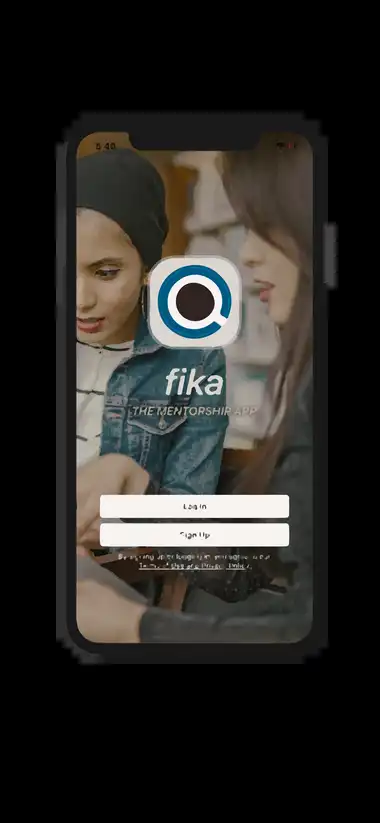 5:40
fika
THE MENTORSHIP APP
Log In
Sign Up
By signing up or logging in, you agree to our
Terms of Use and Privacy Policy.